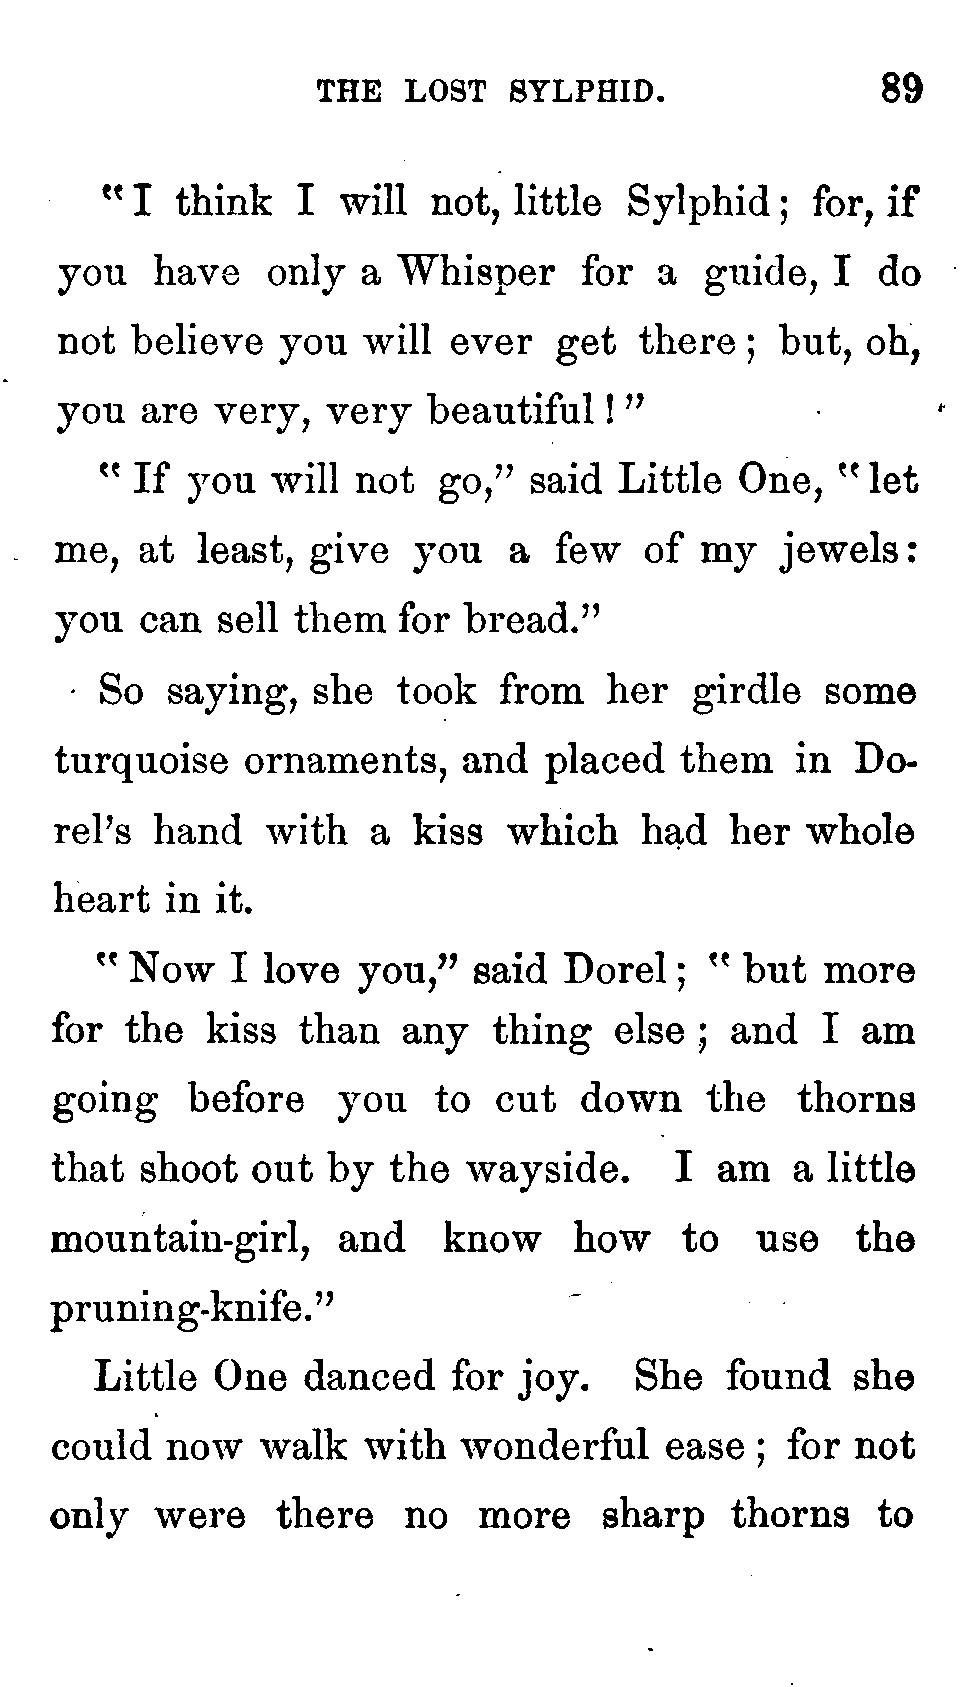 THE LOST SYLPHID. 89
"I think I will not, little Sylphid; for, if
you have only a Whisper for a guide, I do
not believe you will ever get there; but, oh,
you are very, very beautiful!"
"If you will not go," said Little One, "let
me, at least, give you a few of my jewels:
you can sell them for bread."
So saying, she took from her girdle some
turquoise ornaments, and placed them in Do-
rel's hand with a kiss which had her whole
heart in it.
"Now I love you," said Dorel; "but more
for the kiss than any thing else; and I am
going before you to cut down the thorns
that shoot out by the wayside. I am a little
mountain-girl, and know how to use the
pruning-knife."
Little One danced for joy. She found she
could now walk with wonderful ease; for not
only were there no more sharp thorns to